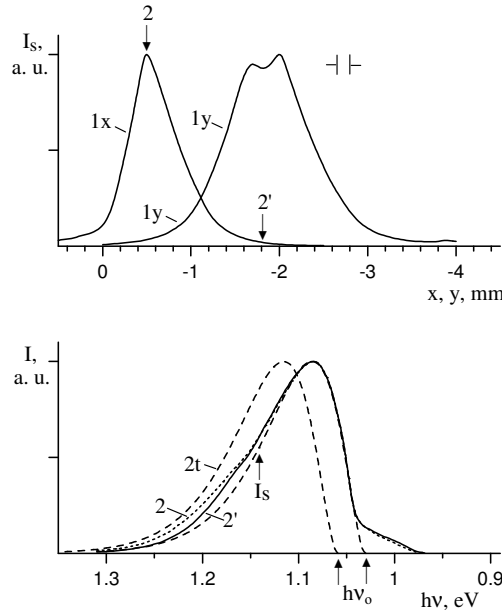 2
I_s,
a. u.
1x
1y
1y
2'
0
-1
-2
-3
-4
x, y, mm
I,
a. u.
2t
2
2'
I_s
hν_o
1.3
1.2
1.1
1
0.9
hν, eV